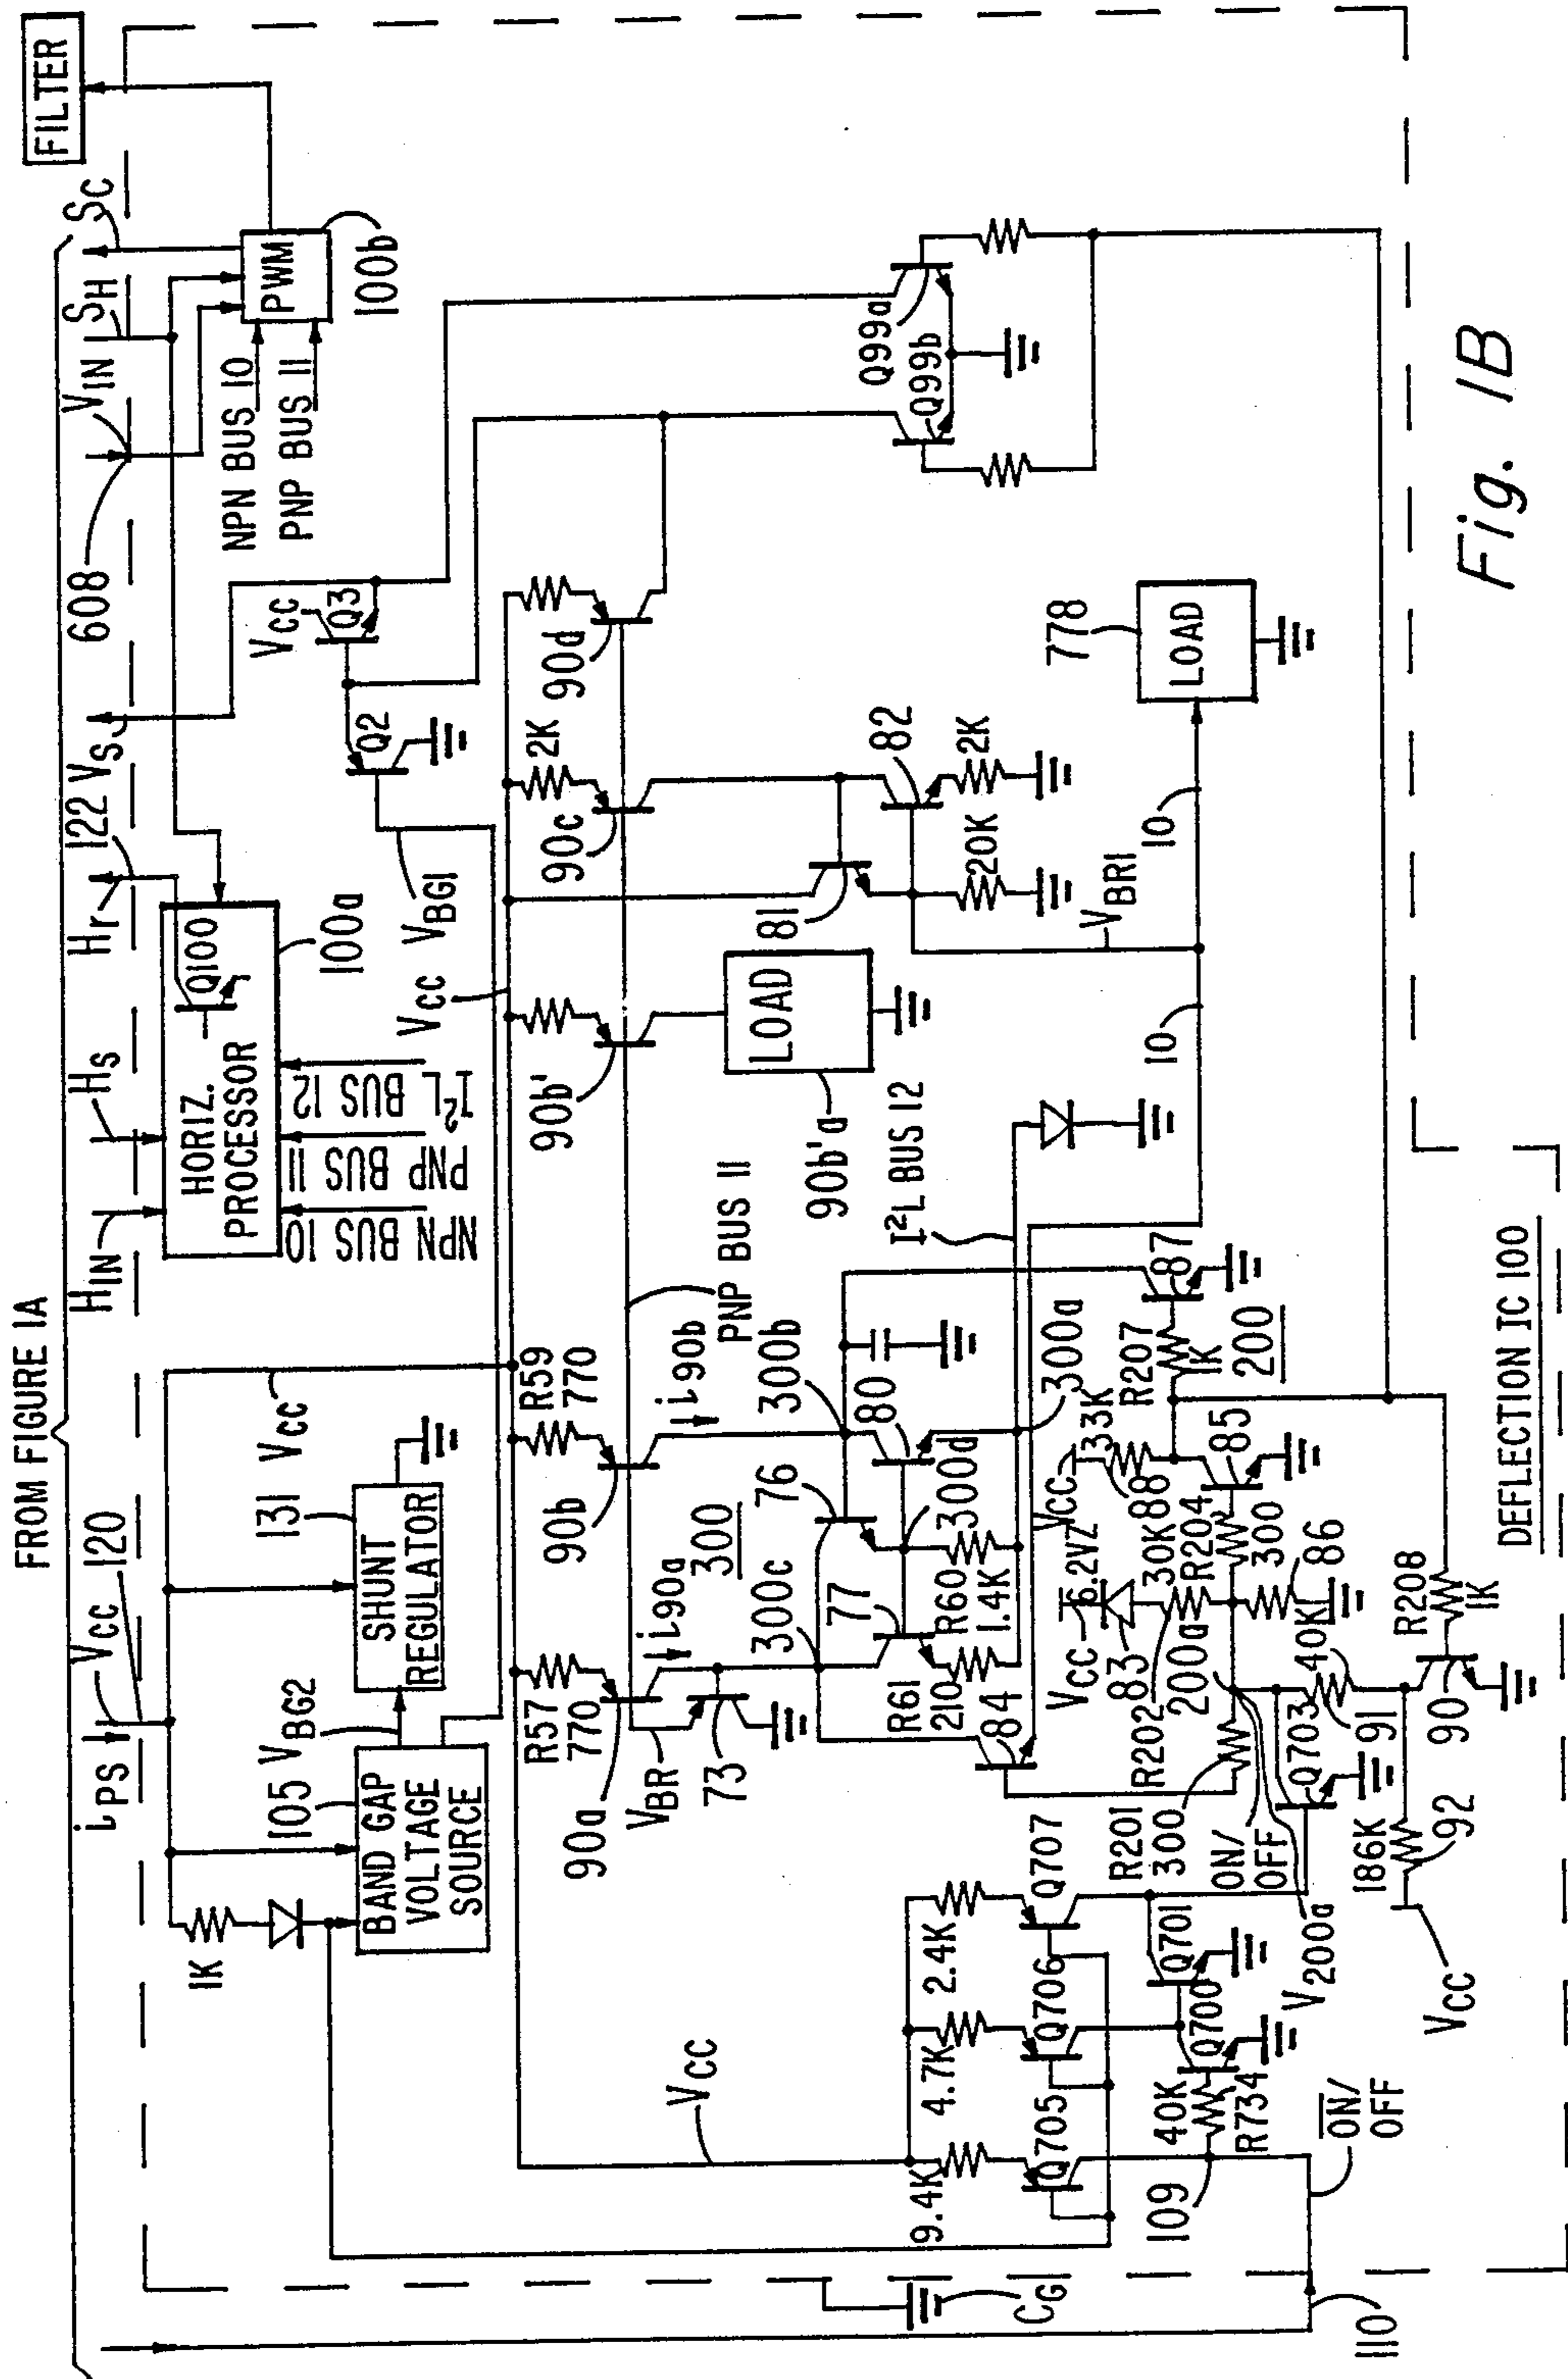 FROM FIGURE 1A
FILTER
iPS
VCC
120
HIN
HS
Hr
122
VS
608
VIN
SH
SC
1K
105
VBG2
131
BAND GAP
VOLTAGE
SOURCE
SHUNT
REGULATOR
VCC
HORIZ.
PROCESSOR
Q100
100a
NPN BUS 10
PNP BUS 11
I²L BUS 12
PWM
100b
NPN BUS 10
PNP BUS 11
VCC
Q2
Q3
VBG1
VCC
R57
770
R59
770
2K
90a
90b
90b'
90c
90d
VBR
i90a
i90b
PNP BUS 11
73
300
300b
300c
76
77
80
300d
300a
R60
1.4K
R61
210
84
LOAD
90b'a
I²L BUS 12
81
82
20K
2K
VBR1
10
10
10
LOAD
778
Q99a
Q99b
VCC
9.4K
4.7K
2.4K
Q705
Q706
Q707
Q700
Q701
40K
R734
109
ON/
OFF
110
CG
VCC
6.2VZ
83
30K
R202
200a
VCC
33K
88
R204
300
85
86
R207
1K
200
87
R201
300
ON/
OFF
V200a
Q703
40K
91
90
R208
1K
186K
92
VCC
DEFLECTION IC 100
Fig. 1B